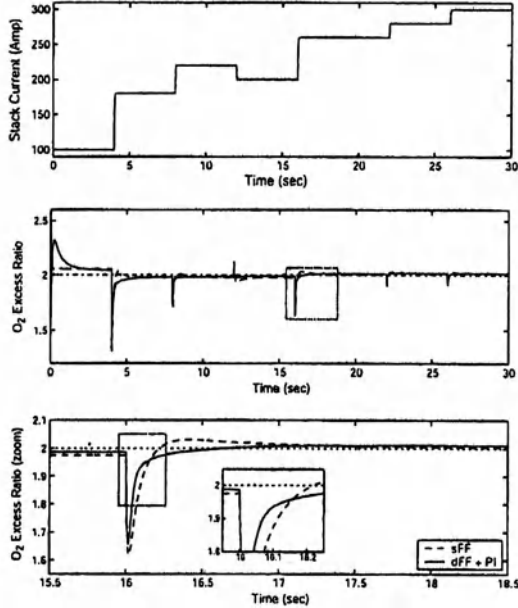 300
250
200
150
100
Stack Current (Amp)
0 5 10 15 20 25 30
Time (sec)
2.5
2
1.5
O2 Excess Ratio
0 5 10 15 20 25 30
Time (sec)
2.1
2
1.9
1.8
1.7
1.6
O2 Excess Ratio (zoom)
2
1.9
1.8
16 16.1 16.2
sFF
dFF + PI
15.5 16 16.5 17 17.5 18 18.5
Time (sec)